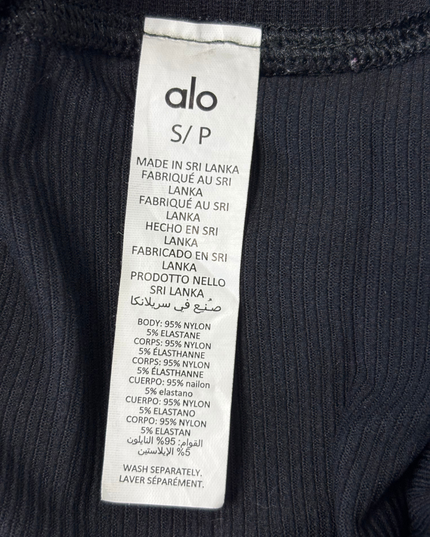 alo
S/ P
MADE IN SRI LANKA
FABRIQUÉ AU SRI
LANKA
FABRIQUÉ AU SRI
LANKA
HECHO EN SRI
LANKA
FABRICADO EN SRI
LANKA
PRODOTTO NELLO
SRI LANKA
صنع في سريلانكا
BODY: 95% NYLON
5% ELASTANE
CORPS: 95% NYLON
5% ÉLASTHANNE
CORPS: 95% NYLON
5% ÉLASTHANNE
CUERPO: 95% nailon
5% elastano
CUERPO: 95% NYLON
5% ELASTANO
CORPO: 95% NYLON
5% ELASTAN
القوام: 95% النايلون
5% الإيلاستين
WASH SEPARATELY.
LAVER SÉPARÉMENT.